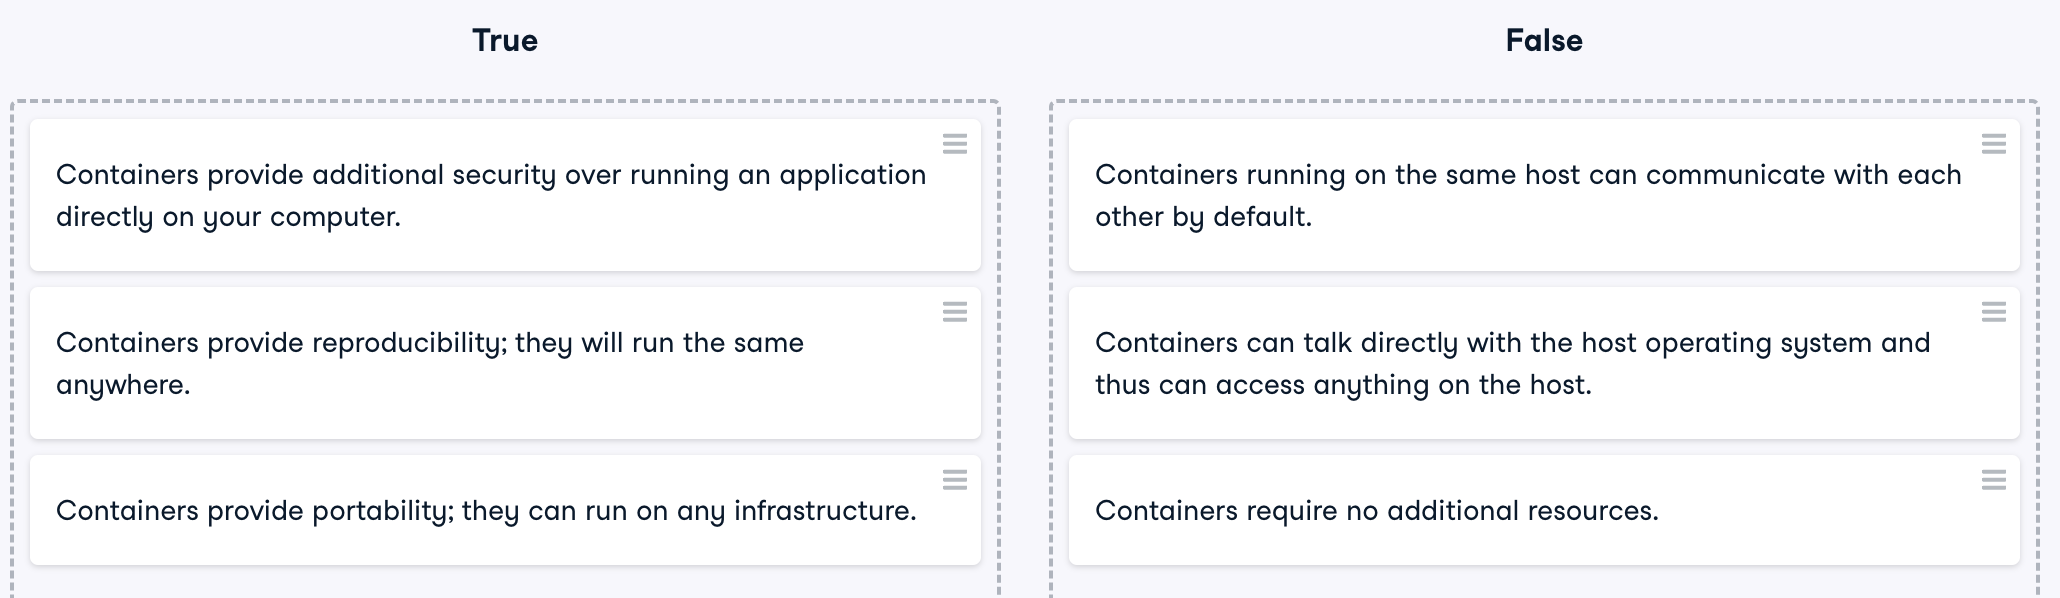 True
Containers provide additional security over running an application
directly on your computer.
Containers provide reproducibility; they will run the same
anywhere.
Containers provide portability; they can run on any infrastructure.
False
Containers running on the same host can communicate with each
other by default.
Containers can talk directly with the host operating system and
thus can access anything on the host.
Containers require no additional resources.